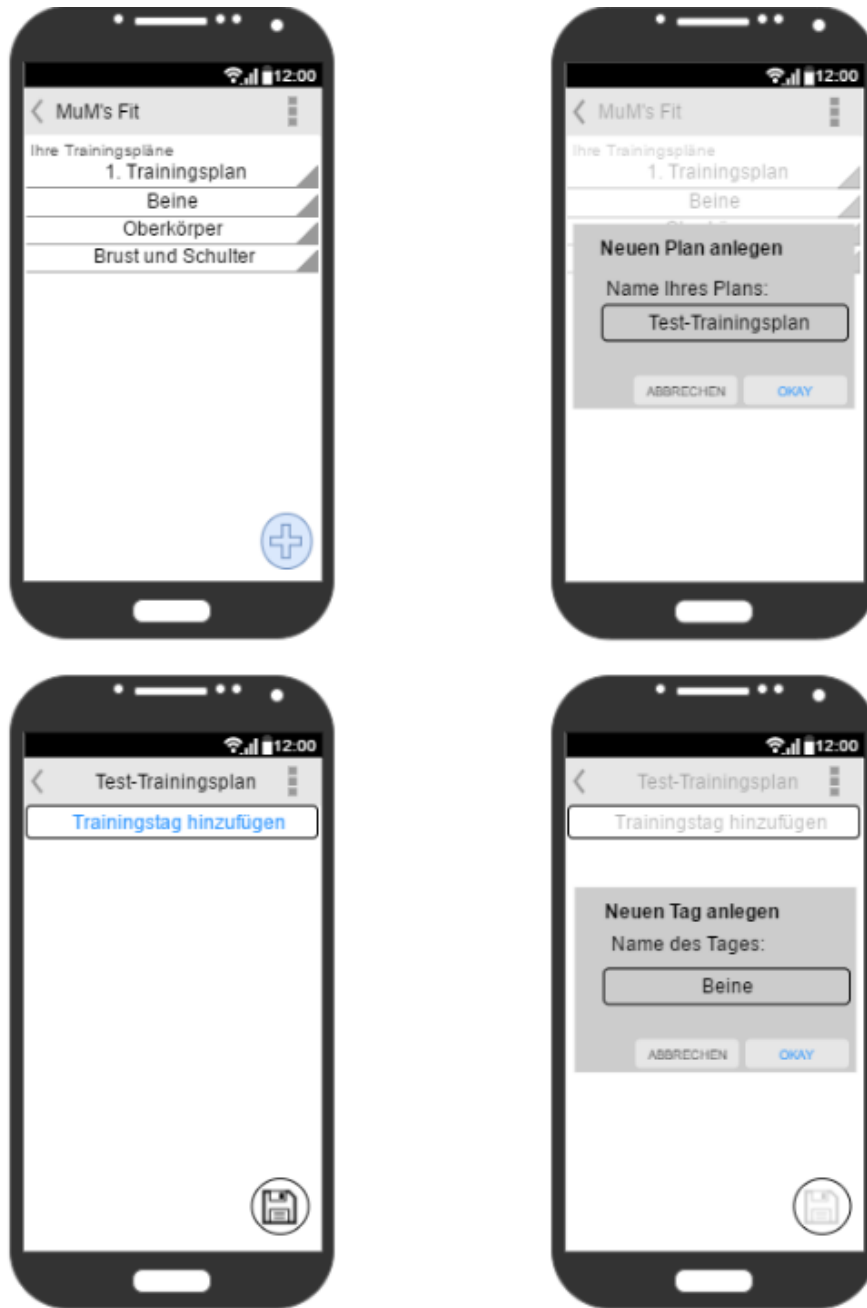 12:00
MuM's Fit
Ihre Trainingspläne
1. Trainingsplan
Beine
Oberkörper
Brust und Schulter
12:00
MuM's Fit
Ihre Trainingspläne
1. Trainingsplan
Beine
Neuen Plan anlegen
Name Ihres Plans:
Test-Trainingsplan
ABBRECHEN OKAY
12:00
Test-Trainingsplan
Trainingstag hinzufügen
12:00
Test-Trainingsplan
Trainingstag hinzufügen
Neuen Tag anlegen
Name des Tages:
Beine
ABBRECHEN OKAY